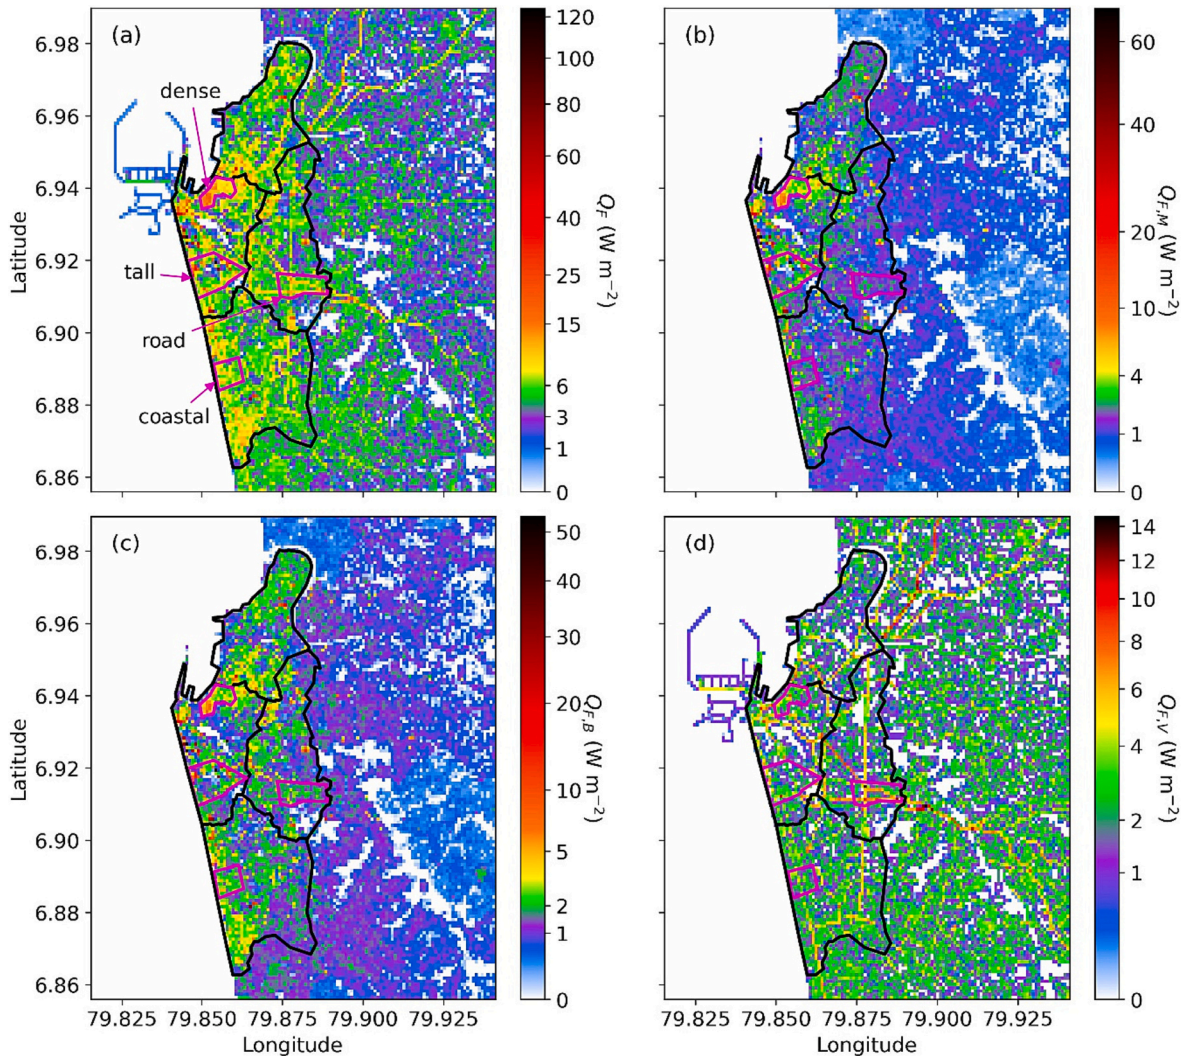 (a)
dense
tall
road
coastal
6.98
6.96
6.94
6.92
6.90
6.88
6.86
Latitude
120
100
80
60
40
25
15
6
3
1
0
Q_F (W m⁻²)
(b)
60
40
20
10
4
1
0
Q_F,M (W m⁻²)
(c)
6.98
6.96
6.94
6.92
6.90
6.88
6.86
Latitude
79.825 79.850 79.875 79.900 79.925
Longitude
50
40
30
20
10
5
2
1
0
Q_F,B (W m⁻²)
(d)
79.825 79.850 79.875 79.900 79.925
Longitude
14
12
10
8
6
4
2
1
0
Q_F,V (W m⁻²)